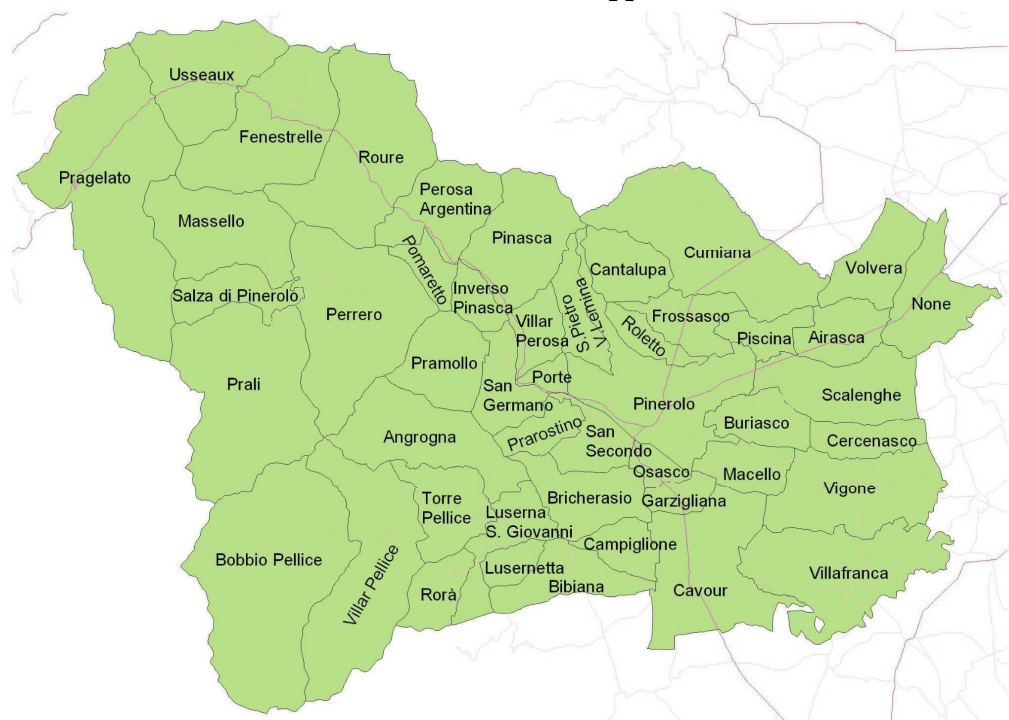 Usseaux
Fenestrelle
Roure
Pragelato
Perosa
Argentina
Massello
Pinasca
Cumiana
Pomaretto
Cantalupa
Volvera
Salza di Pinerolo
Inverso
Pinasca
S.Pietro
V.Lemina
None
Perrero
Villar
Perosa
Roletto
Frossasco
Piscina
Airasca
Pramollo
Prali
San
Germano
Porte
Pinerolo
Scalenghe
Angrogna
Prarostino
San
Secondo
Buriasco
Cercenasco
Osasco
Macello
Vigone
Torre
Pellice
Luserna
S. Giovanni
Bricherasio
Garzigliana
Bobbio Pellice
Villar Pellice
Campiglione
Lusernetta
Villafranca
Rorà
Bibiana
Cavour